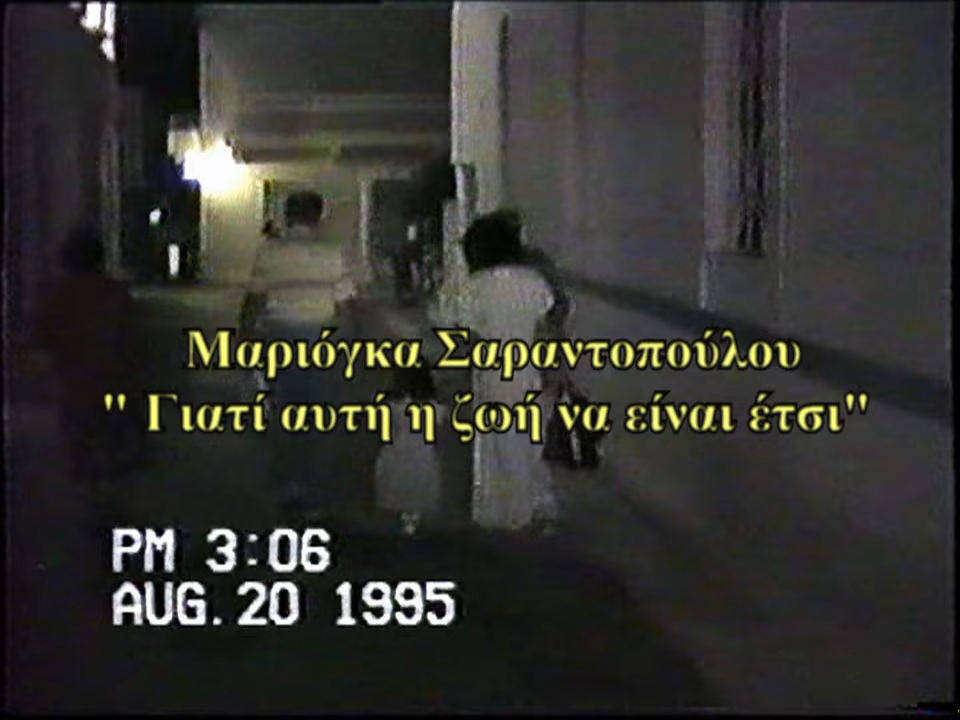 Μαριόγκα Σαραντοπούλου
" Γιατί αυτή η ζωή να είναι έτσι"
PM 3:06
AUG. 20 1995